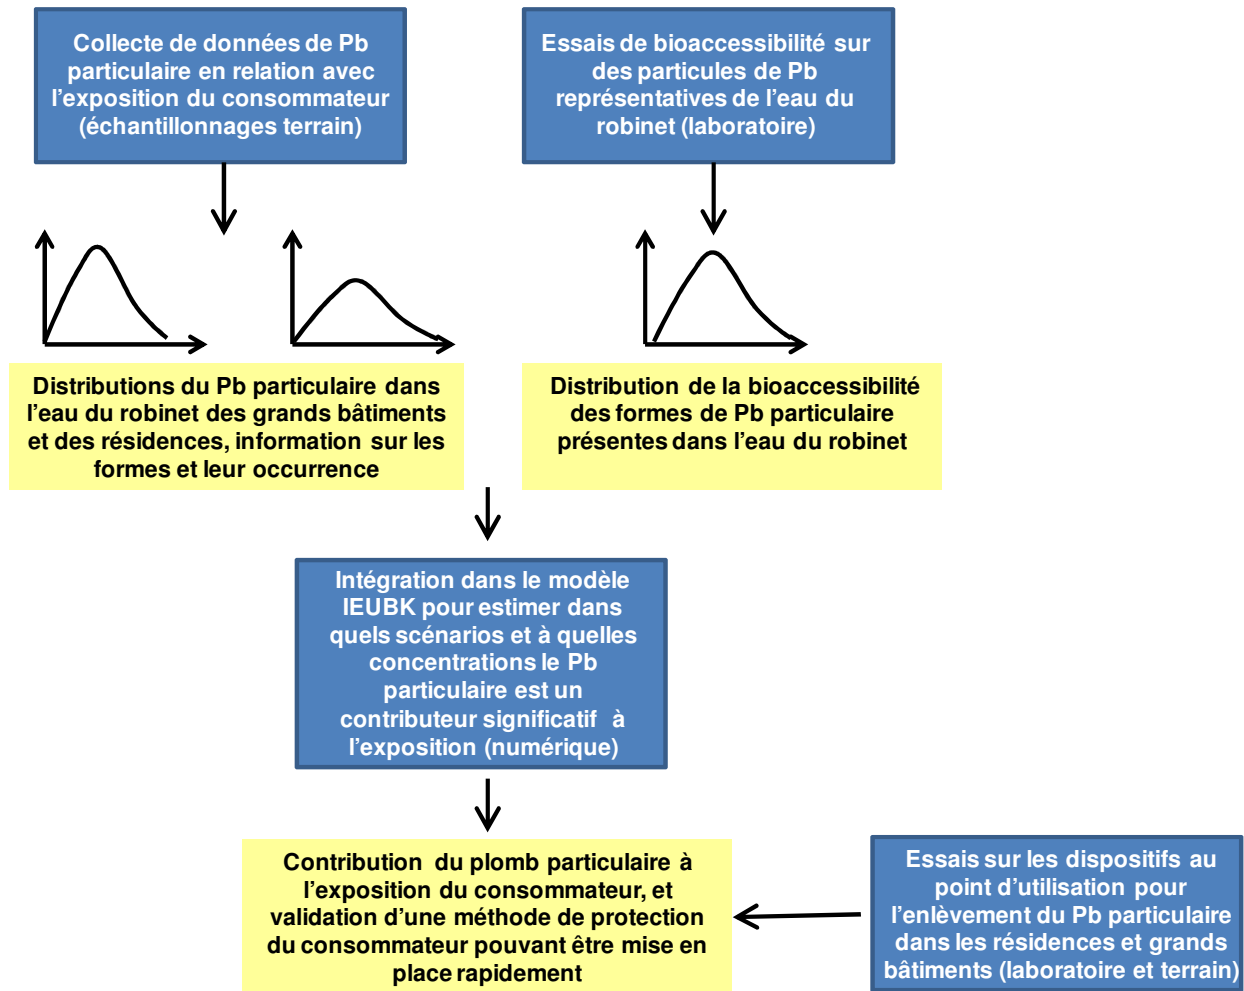 Collecte de données de Pb
particulaire en relation avec
l'exposition du consommateur
(échantillonnages terrain)
Essais de bioaccessibilité sur
des particules de Pb
représentatives de l'eau du
robinet (laboratoire)
Distributions du Pb particulaire dans
l'eau du robinet des grands bâtiments
et des résidences, information sur les
formes et leur occurrence
Distribution de la bioaccessibilité
des formes de Pb particulaire
présentes dans l'eau du robinet
Intégration dans le modèle
IEUBK pour estimer dans
quels scénarios et à quelles
concentrations le Pb
particulaire est un
contributeur significatif à
l'exposition (numérique)
Contribution du plomb particulaire à
l'exposition du consommateur, et
validation d'une méthode de protection
du consommateur pouvant être mise en
place rapidement
Essais sur les dispositifs au
point d'utilisation pour
l'enlèvement du Pb particulaire
dans les résidences et grands
bâtiments (laboratoire et terrain)